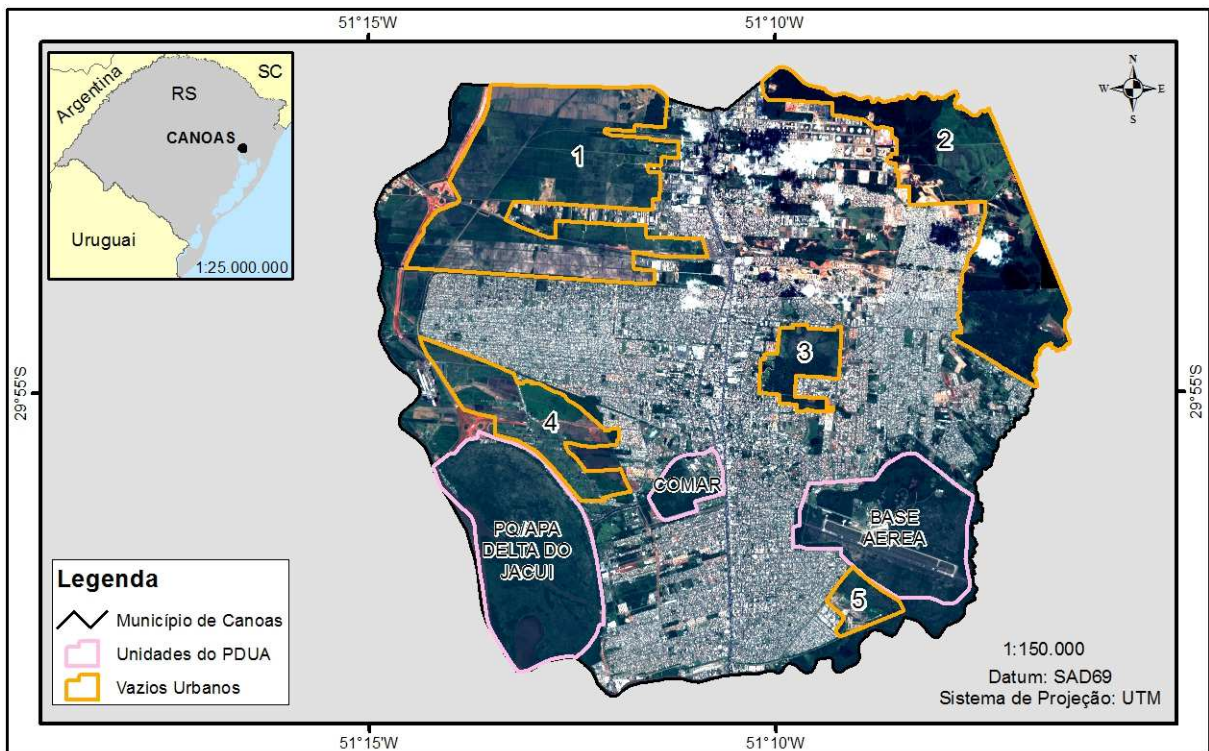 51°15'W
51°10'W
Argentina
SC
RS
CANOAS
Uruguai
1:25.000.000
N
W
E
S
1
2
3
29°55'S
29°55'S
4
COMAR
PQ/APA
DELTA DO
JACUI
BASE
AEREA
5
Legenda
Município de Canoas
Unidades do PDUA
Vazios Urbanos
1:150.000
Datum: SAD69
Sistema de Projeção: UTM
51°15'W
51°10'W